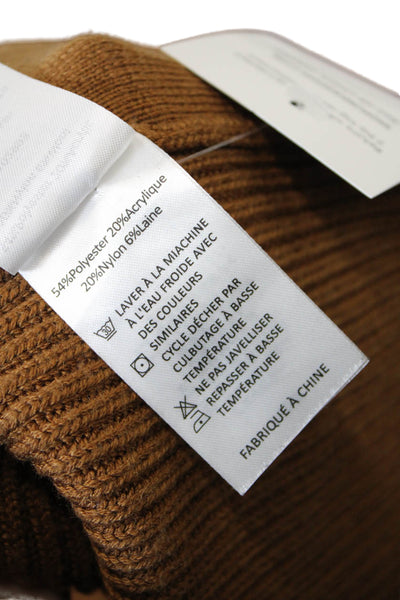 54%Polyester 20%Acrylique
20%Nylon 6%Laine
30
LAVER À LA MIACHINE
À L'EAU FROIDE AVEC
DES COULEURS
SIMILAIRES
CYCLE DÉCHER PAR
CULBUTAGE À BASSE
TEMPÉRATURE
NE PAS JAVELLISER
REPASSER À BASSE
TEMPÉRATURE
FABRIQUÉ À CHINE